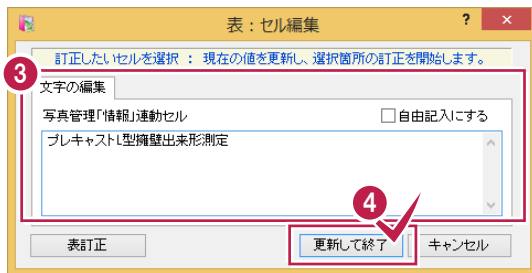 表：セル編集
? ×
訂正したいセルを選択 ： 現在の値を更新し、選択箇所の訂正を開始します。
3
文字の編集
写真管理「情報」連動セル
自由記入にする
プレキャストL型擁壁出来形測定
4
表訂正
更新して終了
キャンセル